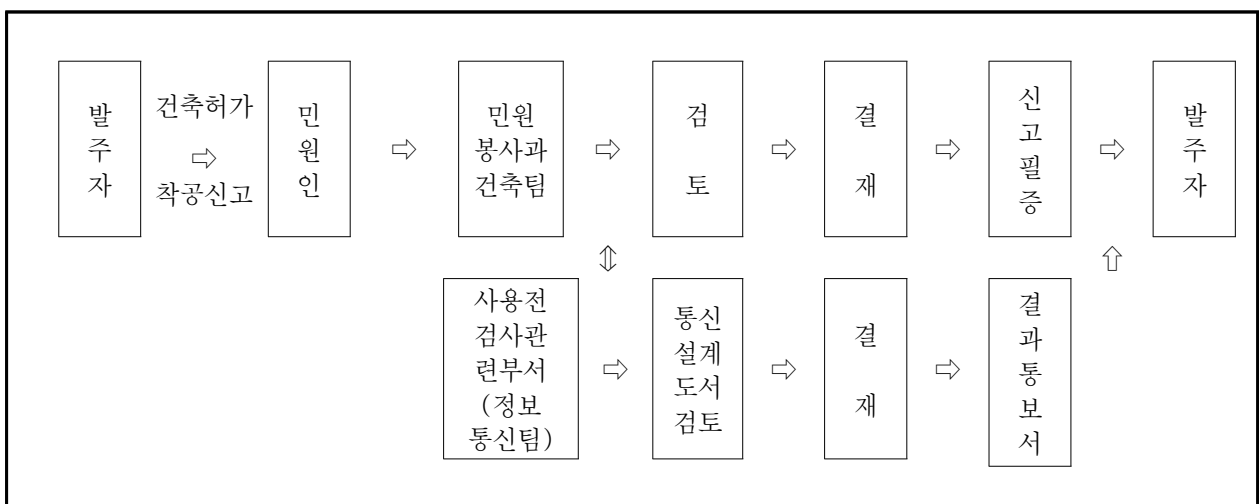 발주자
건축허가
⇨
착공신고
민원인
⇨
민원
봉사과
건축팀
⇨
검토
⇨
결재
⇨
신고필증
⇨
발주자
⇕
⇧
사용전
검사관
련부서
(정보
통신팀)
⇨
통신
설계
도서
검토
⇨
결재
⇨
결과통보서